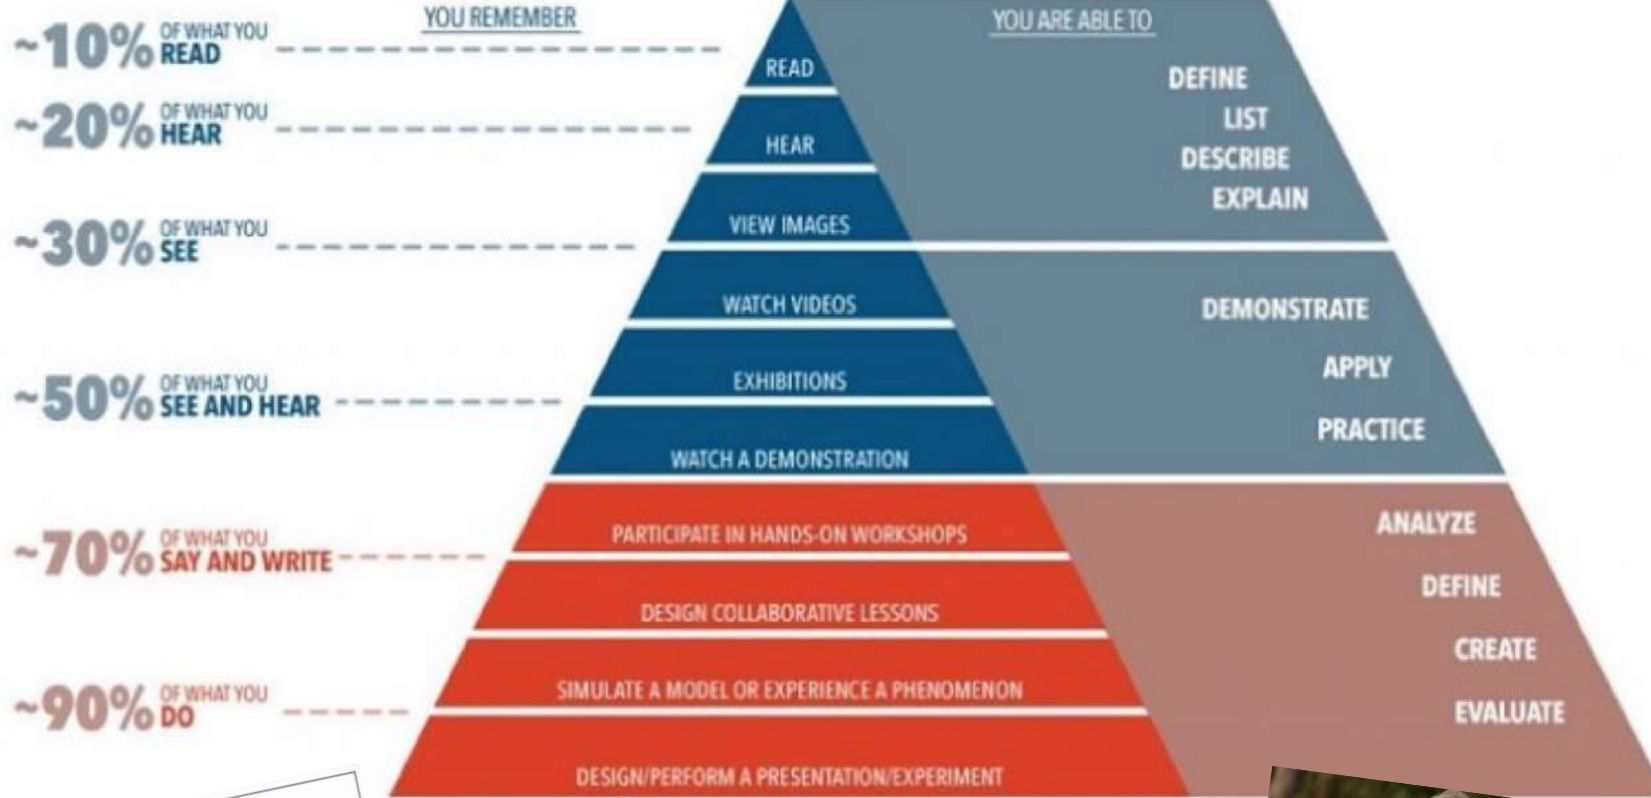 YOU REMEMBER
YOU ARE ABLE TO
~10% OF WHAT YOU
READ
~20% OF WHAT YOU
HEAR
~30% OF WHAT YOU
SEE
~50% OF WHAT YOU
SEE AND HEAR
~70% OF WHAT YOU
SAY AND WRITE
~90% OF WHAT YOU
DO
READ
HEAR
VIEW IMAGES
WATCH VIDEOS
EXHIBITIONS
WATCH A DEMONSTRATION
PARTICIPATE IN HANDS-ON WORKSHOPS
DESIGN COLLABORATIVE LESSONS
SIMULATE A MODEL OR EXPERIENCE A PHENOMENON
DESIGN/PERFORM A PRESENTATION/EXPERIMENT
DEFINE
LIST
DESCRIBE
EXPLAIN
DEMONSTRATE
APPLY
PRACTICE
ANALYZE
DEFINE
CREATE
EVALUATE